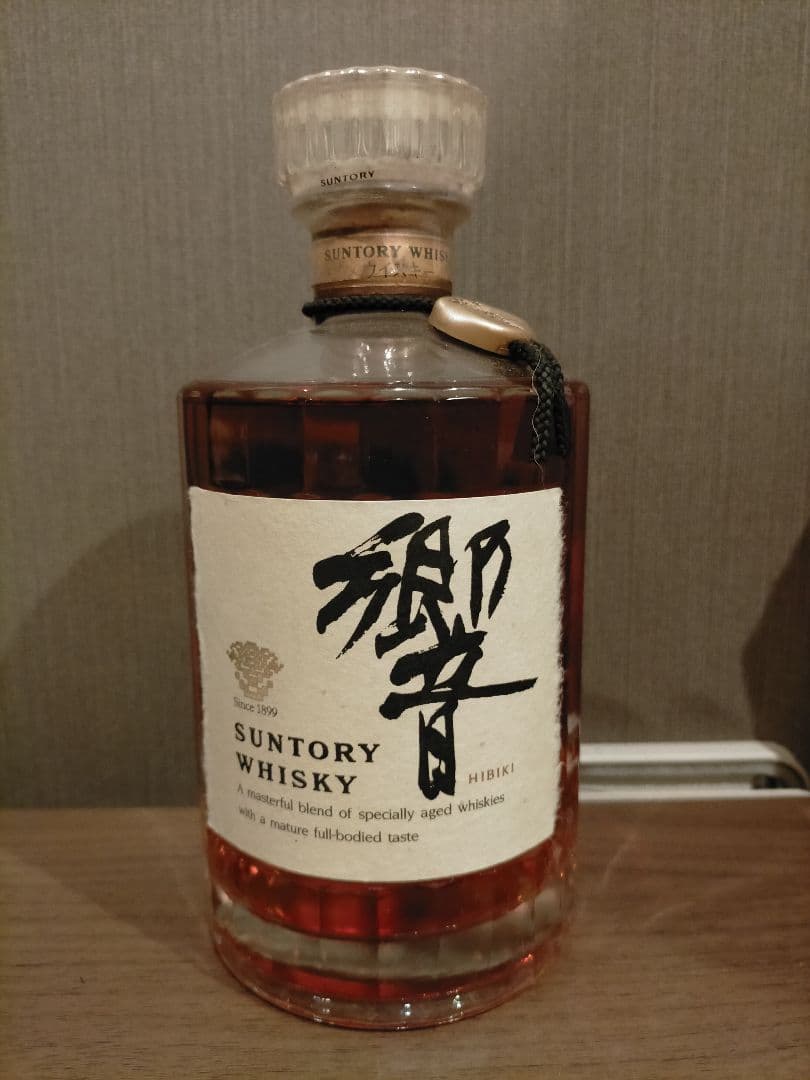 SUNTORY
SUNTORY WHIS
ウイスキー
響
Since 1899
SUNTORY
WHISKY
HIBIKI
A masterful blend of specially aged whiskies
with a mature full-bodied taste